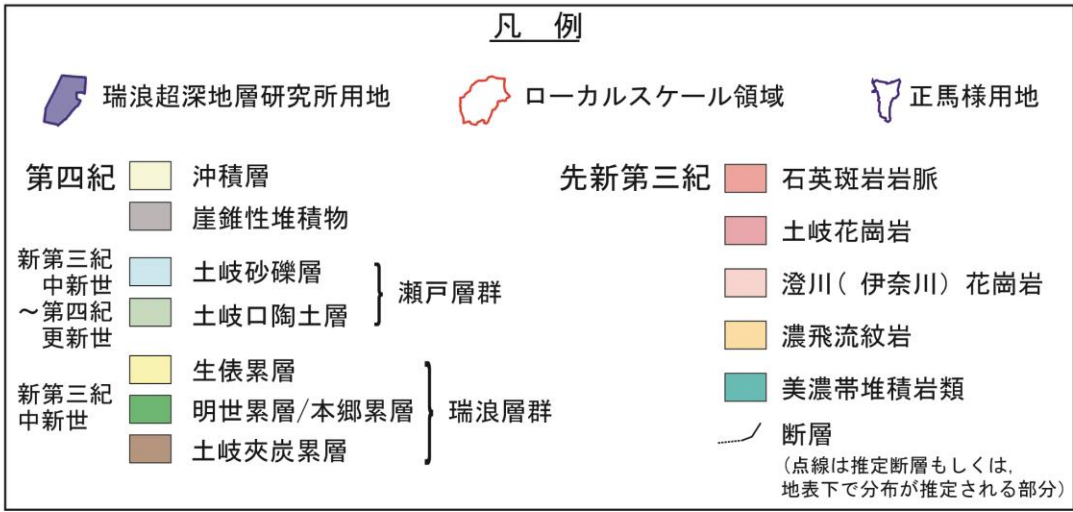 凡 例
瑞浪超深地層研究所用地
ローカルスケール領域
正馬様用地
第四紀
沖積層
崖錐性堆積物
新第三紀
中新世
～第四紀
更新世
土岐砂礫層
土岐口陶土層
瀬戸層群
新第三紀
中新世
生俵累層
明世累層/本郷累層
土岐夾炭累層
瑞浪層群
先新第三紀
石英斑岩岩脈
土岐花崗岩
澄川(伊奈川)花崗岩
濃飛流紋岩
美濃帯堆積岩類
断層
(点線は推定断層もしくは,
地表下で分布が推定される部分)